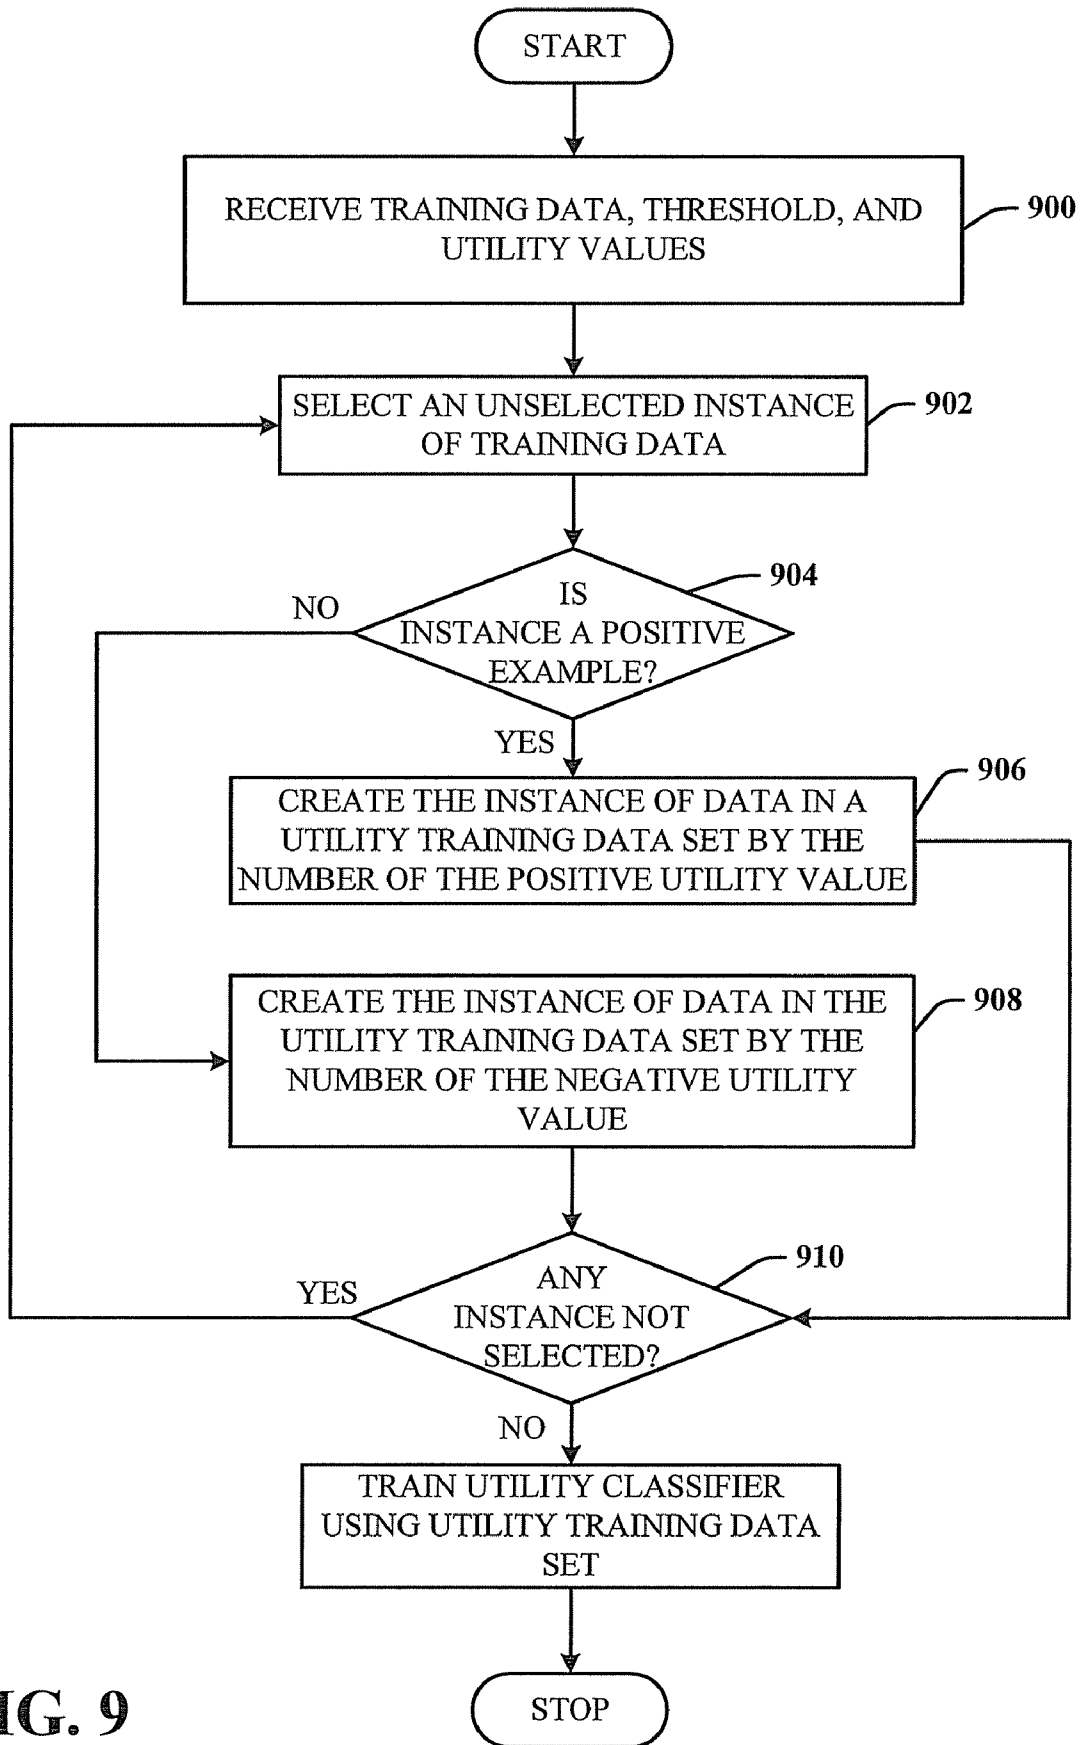 START
RECEIVE TRAINING DATA, THRESHOLD, AND
UTILITY VALUES
900
SELECT AN UNSELECTED INSTANCE
OF TRAINING DATA
902
904
IS
INSTANCE A POSITIVE
EXAMPLE?
NO
YES
906
CREATE THE INSTANCE OF DATA IN A
UTILITY TRAINING DATA SET BY THE
NUMBER OF THE POSITIVE UTILITY VALUE
908
CREATE THE INSTANCE OF DATA IN THE
UTILITY TRAINING DATA SET BY THE
NUMBER OF THE NEGATIVE UTILITY
VALUE
910
ANY
INSTANCE NOT
SELECTED?
YES
NO
TRAIN UTILITY CLASSIFIER
USING UTILITY TRAINING DATA
SET
STOP
IG. 9